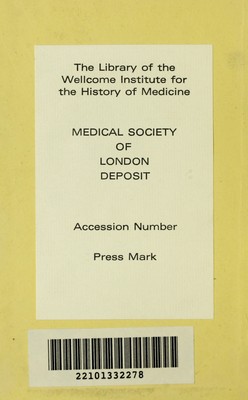 The Library of the
Wellcome Institute for
the History of Medicine
MEDICAL SOCIETY
OF
LONDON
DEPOSIT
Accession Number
Press Mark
22101332278